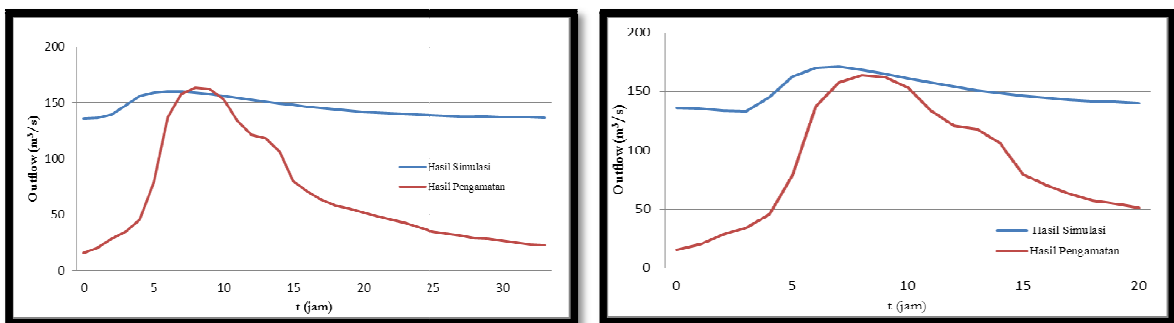 200
150
100
50
0
Outflow (m³/s)
Hasil Simulasi
Hasil Pengamatan
0 5 10 15 20 25 30
t (jam)
200
150
100
50
0
Outflow (m³/s)
Hasil Simulasi
Hasil Pengamatan
0 5 10 15 20
t (jam)